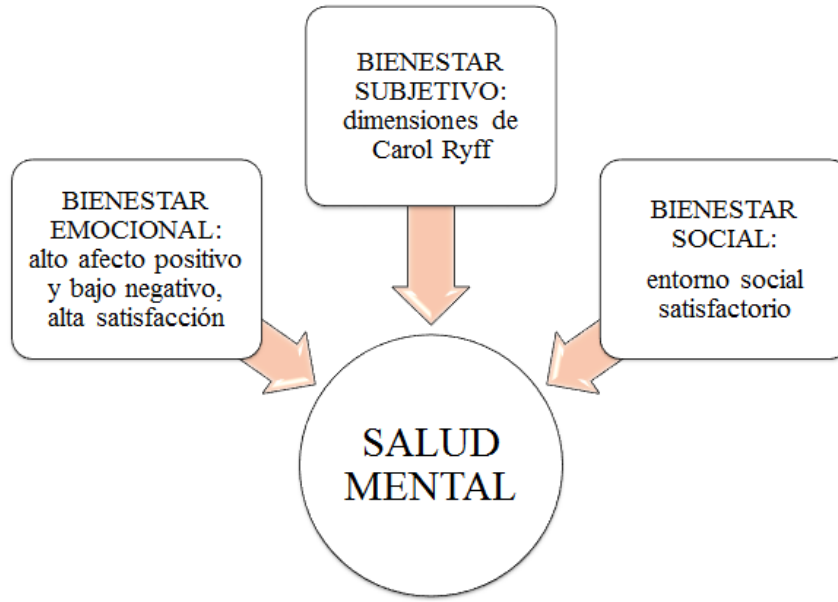 BIENESTAR
SUBJETIVO:
dimensiones de
Carol Ryff
BIENESTAR
EMOCIONAL:
alto afecto positivo
y bajo negativo,
alta satisfacción
BIENESTAR
SOCIAL:
entorno social
satisfactorio
SALUD
MENTAL